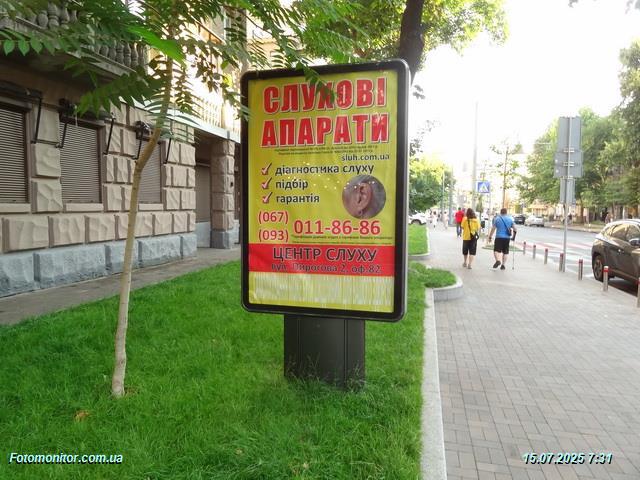 СЛУХОВІ
АПАРАТИ
sluh.com.ua
✓ діагностика слуху
✓ підбір
✓ гарантія
(067)
(093) 011-86-86
ЦЕНТР СЛУХУ
вул. Пирогова 2, оф.82
Fotomonitor.com.ua
15.07.2025 7:31